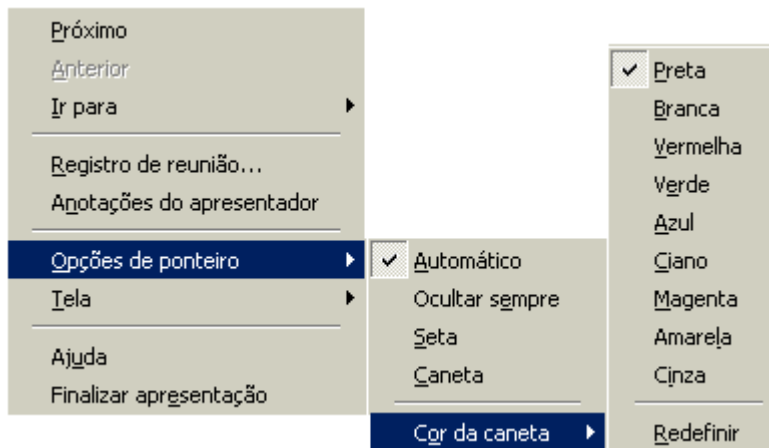 Próximo
Anterior
Ir para
Registro de reunião...
Anotações do apresentador
Opções de ponteiro
Tela
Ajuda
Finalizar apresentação
Automático
Ocultar sempre
Seta
Caneta
Cor da caneta
Preta
Branca
Vermelha
Verde
Azul
Ciano
Magenta
Amarela
Cinza
Redefinir